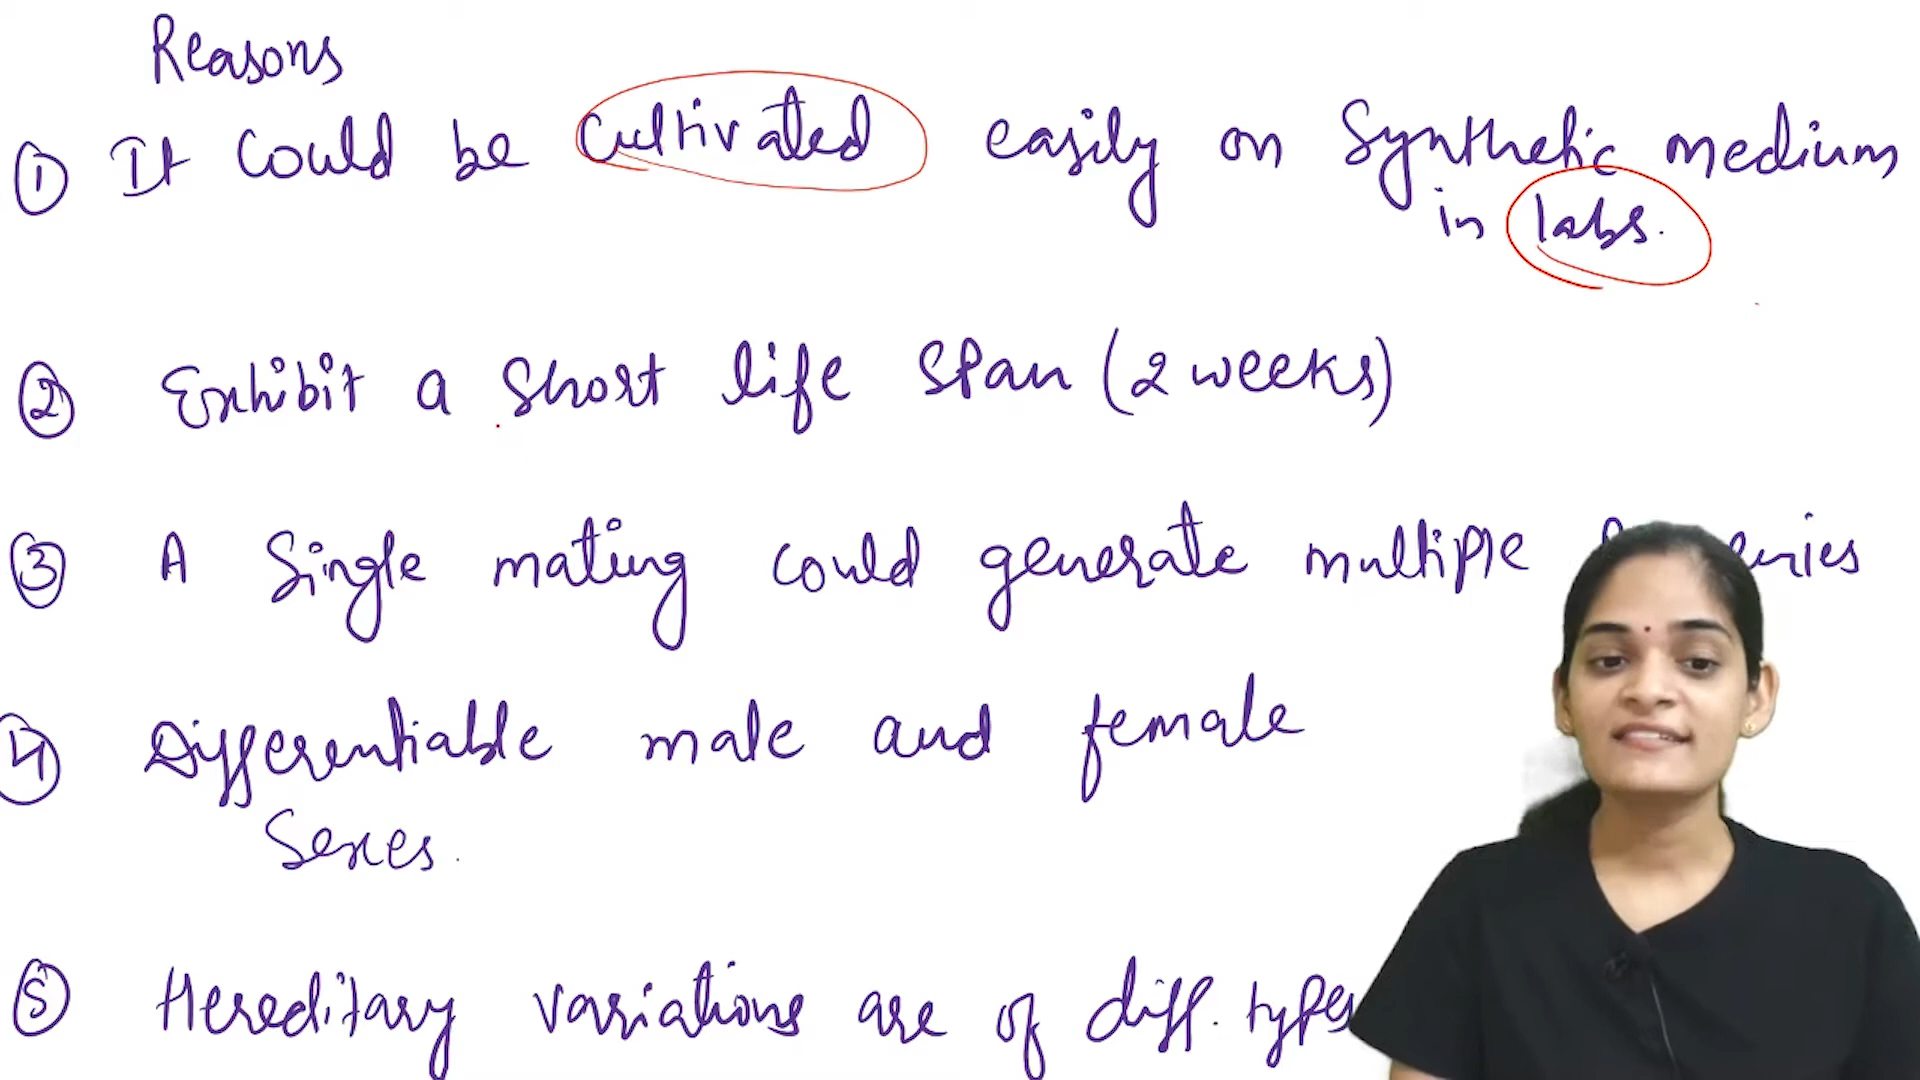 Reasons
① It could be cultivated easily on synthetic medium
in labs.
② Exhibit a short life span (2 weeks)
③ A single mating could generate multiple
④ Differentiable male and female
sexes.
⑤ Hereditary variations are of diff. types